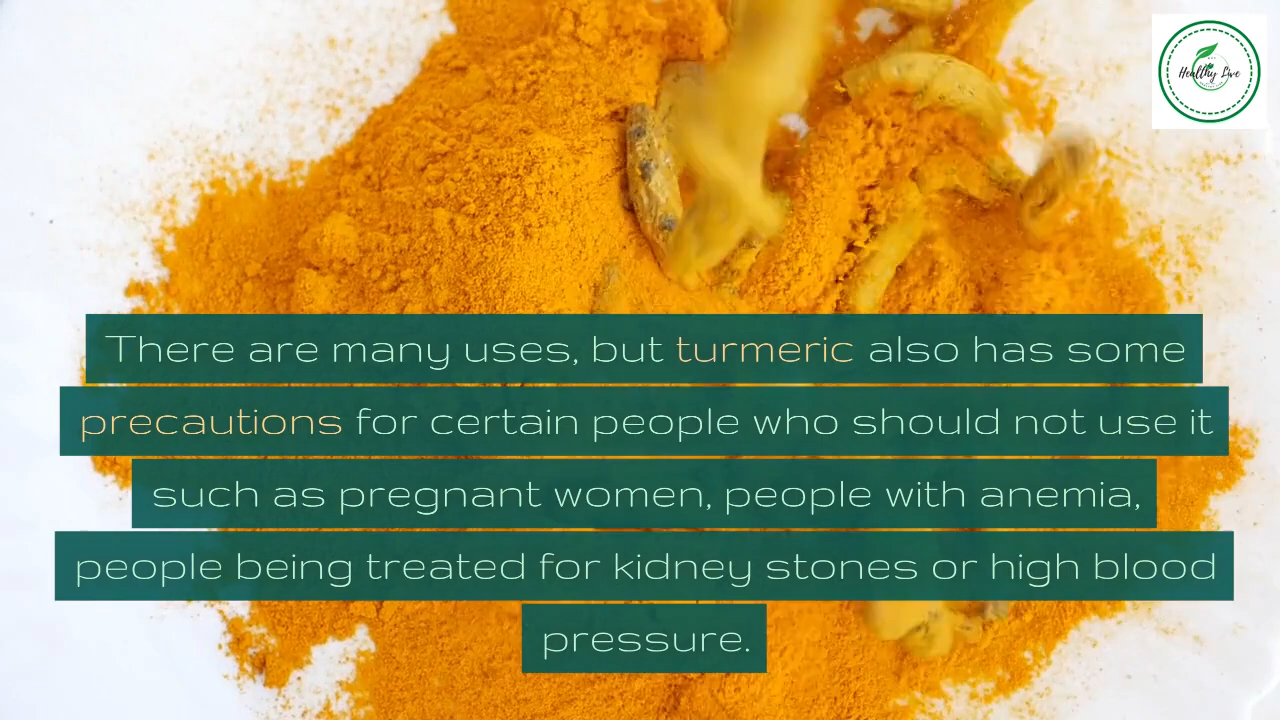 Healthy Live
There are many uses, but turmeric also has some
precautions for certain people who should not use it
such as pregnant women, people with anemia,
people being treated for kidney stones or high blood
pressure.